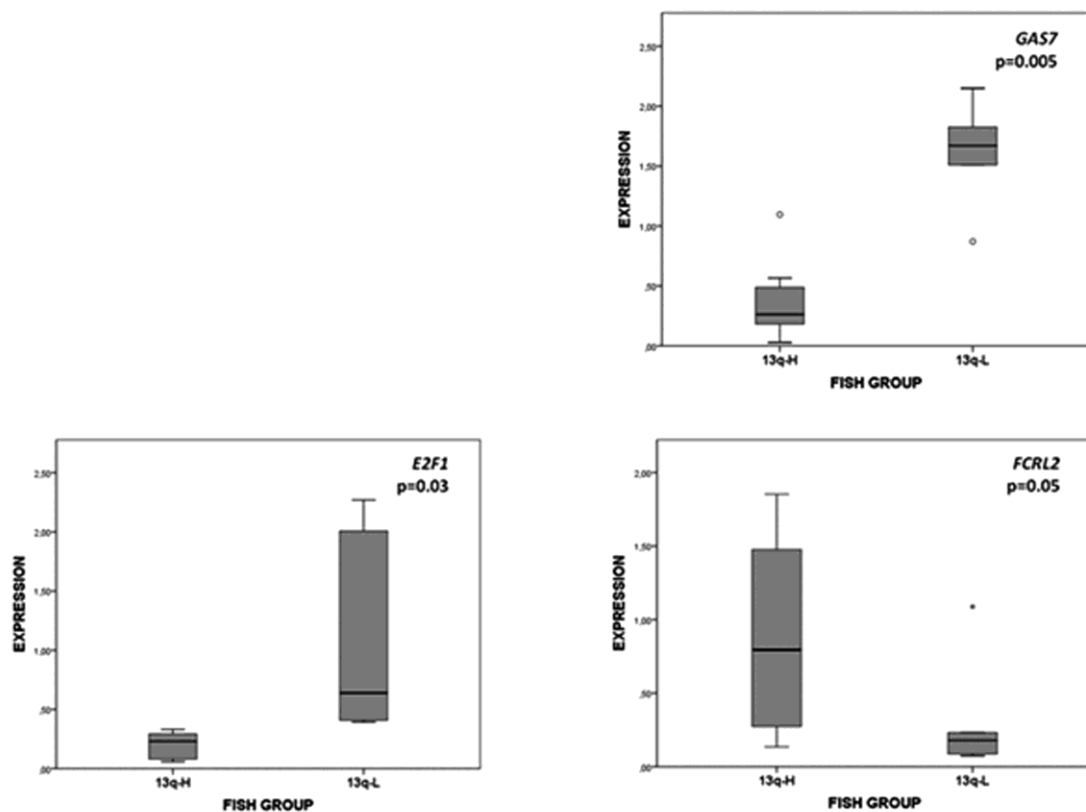 GAS7
p=0.005
EXPRESSION
2,50
2,00
1,50
1,00
,50
,00
13q-H
13q-L
FISH GROUP
E2F1
p=0.03
EXPRESSION
2,50
2,00
1,50
1,00
,50
,00
13q-H
13q-L
FISH GROUP
FCRL2
p=0.05
EXPRESSION
2,00
1,50
1,00
,50
,00
13q-H
13q-L
FISH GROUP